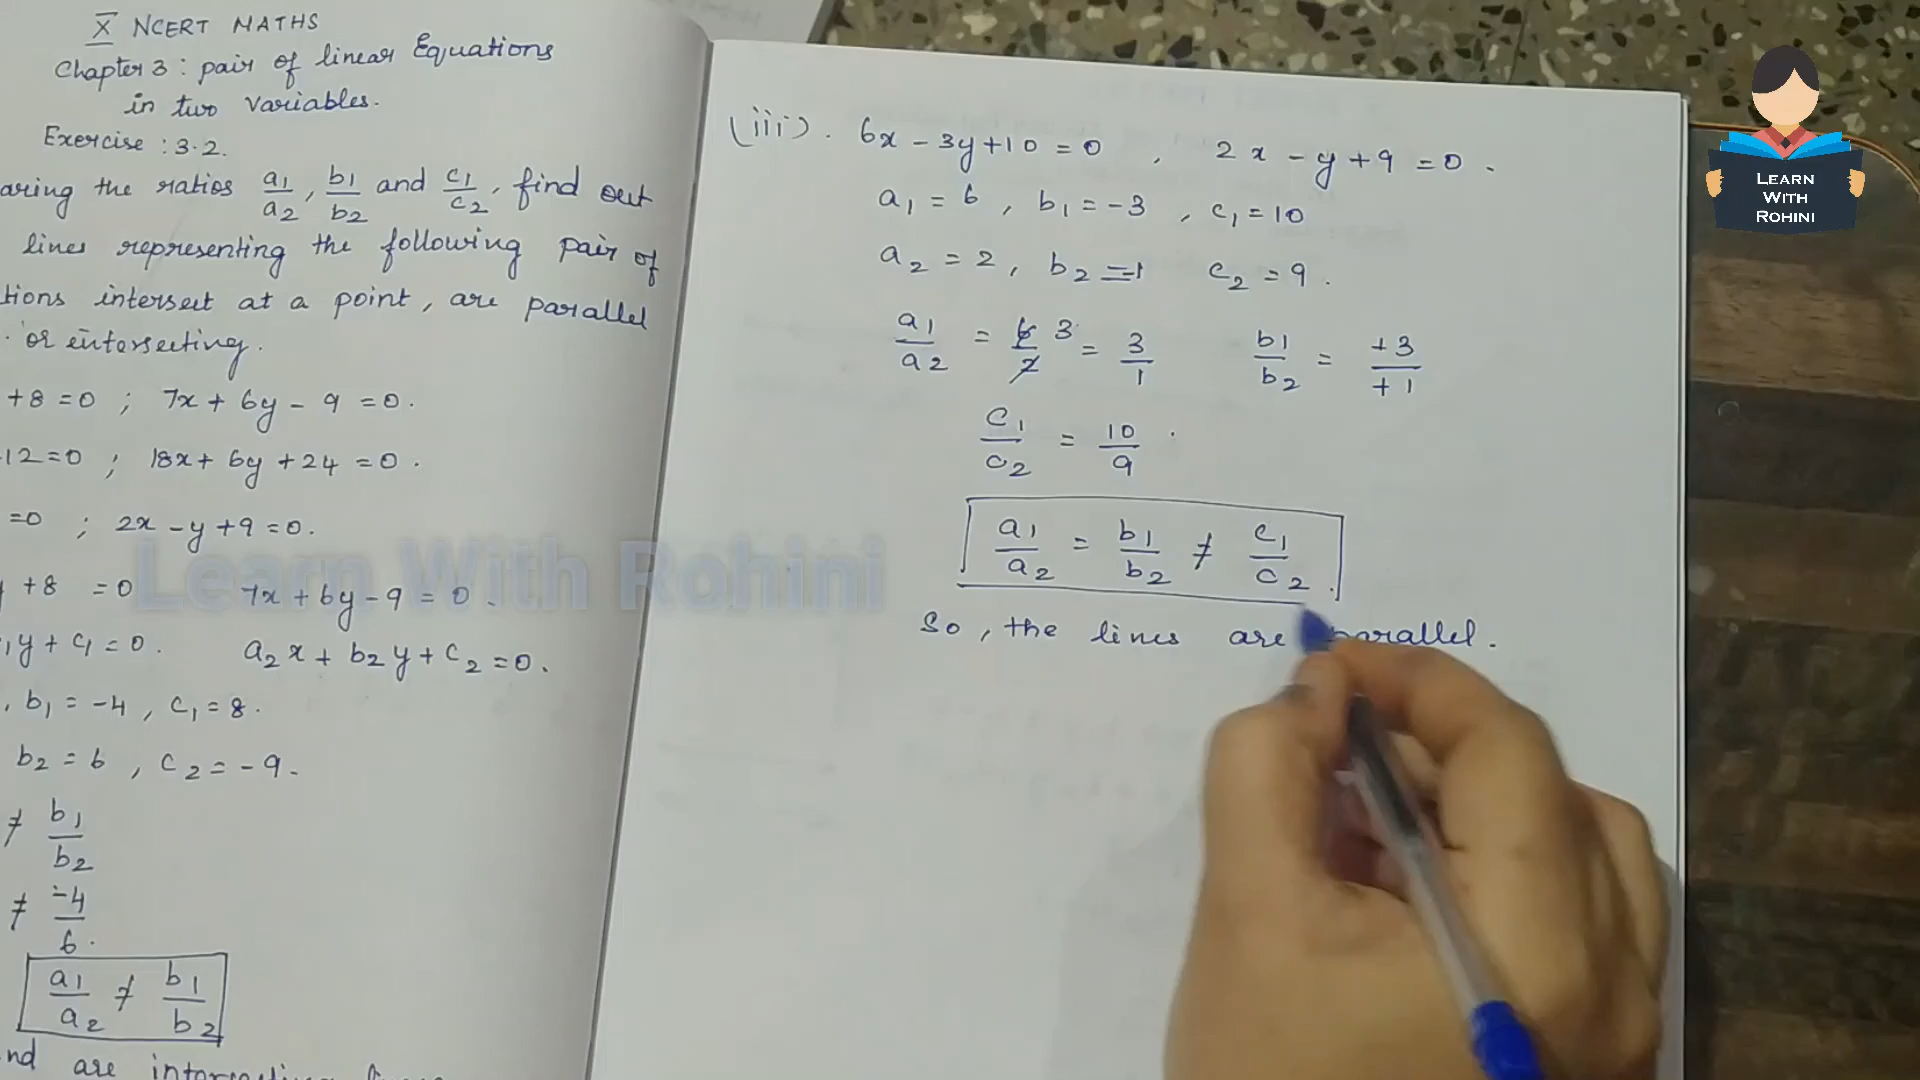 X NCERT MATHS
Chapter 3 : pair of linear Equations
in two variables.
Exercise : 3.2.
aring the ratios a1/a2, b1/b2 and c1/c2, find out
lines representing the following pair of
tions intersect at a point, are parallel
or intersecting.
+8 =0 ; 7x + 6y - 9 =0.
12=0 ; 18x+ 6y +24 =0.
=0 ; 2x -y +9 =0.
+8 =0 7x + 6y - 9 = 0.
1y + c1 =0. a2x + b2y + c2 =0.
, b1 = -4, c1 = 8.
b2 = 6, c2 = -9.
≠ b1/b2
≠ -4/6.
a1/a2 ≠ b1/b2
nd are intersecting
(iii). 6x - 3y +10 =0, 2x - y + 9 =0.
a1 = 6, b1 = -3, c1 = 10
a2 = 2, b2 = -1 c2 = 9.
a1/a2 = 6/2 3 = 3/1 b1/b2 = +3/+1
c1/c2 = 10/9
a1/a2 = b1/b2 ≠ c1/c2.
So, the lines are parallel.
LEARN
WITH
ROHINI
Learn With Rohini